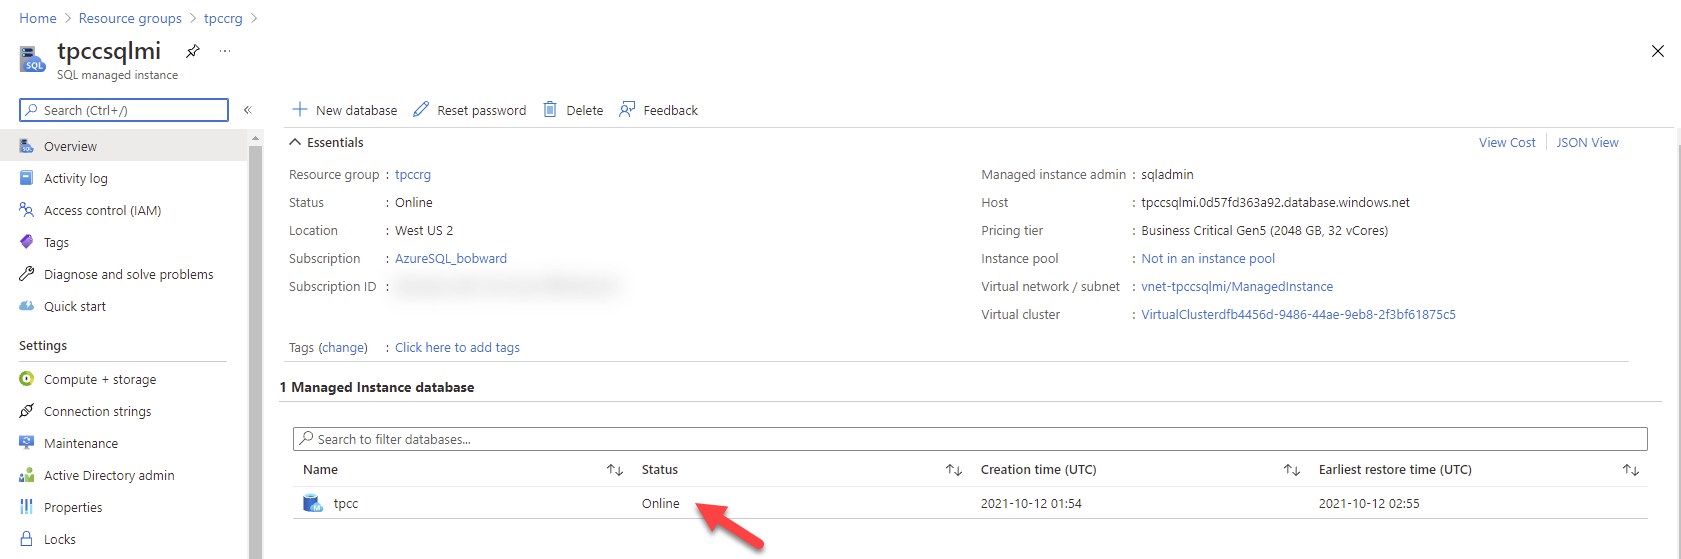 Home > Resource groups > tpccrg >
tpccsqlmi ...
SQL managed instance
Search (Ctrl+/) «
Overview
Activity log
Access control (IAM)
Tags
Diagnose and solve problems
Quick start
Settings
Compute + storage
Connection strings
Maintenance
Active Directory admin
Properties
Locks
New database Reset password Delete Feedback
Essentials View Cost JSON View
Resource group : tpccrg
Status : Online
Location : West US 2
Subscription : AzureSQL_bobward
Subscription ID :
Managed instance admin : sqladmin
Host : tpccsqlmi.0d57fd363a92.database.windows.net
Pricing tier : Business Critical Gen5 (2048 GB, 32 vCores)
Instance pool : Not in an instance pool
Virtual network / subnet : vnet-tpccsqlmi/ManagedInstance
Virtual cluster : VirtualClusterdfb4456d-9486-44ae-9eb8-2f3bf61875c5
Tags (change) : Click here to add tags
1 Managed Instance database
Search to filter databases...
Name Status Creation time (UTC) Earliest restore time (UTC)
tpcc Online 2021-10-12 01:54 2021-10-12 02:55